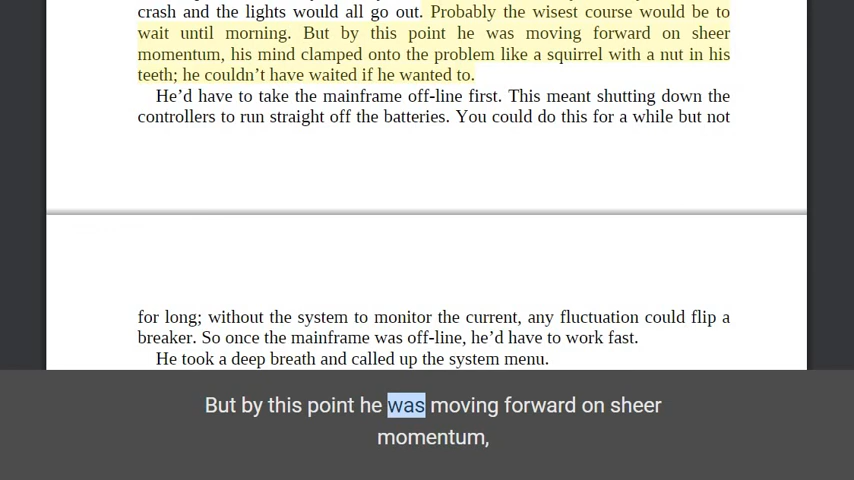 crash and the lights would all go out. Probably the wisest course would be to
wait until morning. But by this point he was moving forward on sheer
momentum, his mind clamped onto the problem like a squirrel with a nut in his
teeth; he couldn’t have waited if he wanted to.
He’d have to take the mainframe off-line first. This meant shutting down the
controllers to run straight off the batteries. You could do this for a while but not
for long; without the system to monitor the current, any fluctuation could flip a
breaker. So once the mainframe was off-line, he’d have to work fast.
He took a deep breath and called up the system menu.
But by this point he was moving forward on sheer
momentum,